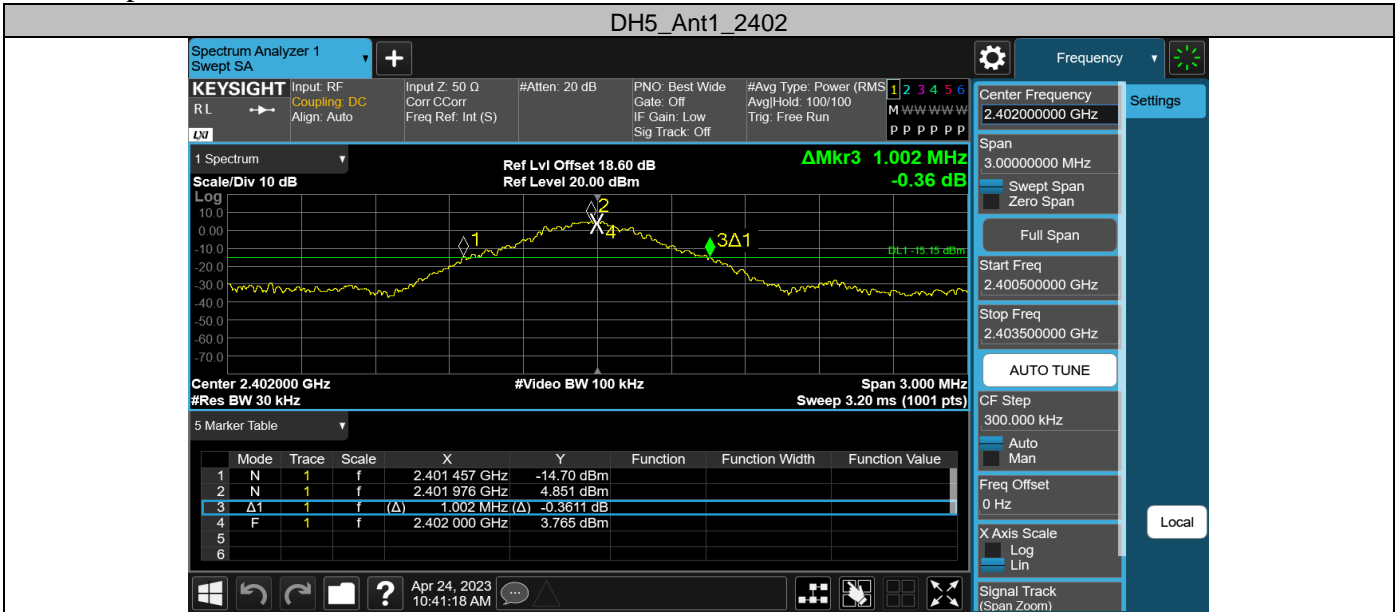 DH5_Ant1_2402
Spectrum Analyzer 1
Swept SA
Frequency
KEYSIGHT
RL
LXI
Input: RF
Coupling: DC
Align: Auto
Input Z: 50 Ω
Corr CCorr
Freq Ref: Int (S)
#Atten: 20 dB
PNO: Best Wide
Gate: Off
IF Gain: Low
Sig Track: Off
#Avg Type: Power (RMS
Avg|Hold: 100/100
Trig: Free Run
1 2 3 4 5 6
M W W W W W
P P P P P P
1 Spectrum
Scale/Div 10 dB
Ref Lvl Offset 18.60 dB
Ref Level 20.00 dBm
ΔMkr3 1.002 MHz
-0.36 dB
Log
10.0
0.00
-10.0
-20.0
-30.0
-40.0
-50.0
-60.0
-70.0
1
2
4
3Δ1
DL1 -15.15 dBm
Center 2.402000 GHz
#Video BW 100 kHz
Span 3.000 MHz
#Res BW 30 kHz
Sweep 3.20 ms (1001 pts)
5 Marker Table
Mode Trace Scale X Y Function Function Width Function Value
1 N 1 f 2.401 457 GHz -14.70 dBm
2 N 1 f 2.401 976 GHz 4.851 dBm
3 Δ1 1 f (Δ) 1.002 MHz (Δ) -0.3611 dB
4 F 1 f 2.402 000 GHz 3.765 dBm
5
6
Apr 24, 2023
10:41:18 AM
Center Frequency
2.402000000 GHz
Settings
Span
3.00000000 MHz
Swept Span
Zero Span
Full Span
Start Freq
2.400500000 GHz
Stop Freq
2.403500000 GHz
AUTO TUNE
CF Step
300.000 kHz
Auto
Man
Freq Offset
0 Hz
Local
X Axis Scale
Log
Lin
Signal Track
(Span Zoom)